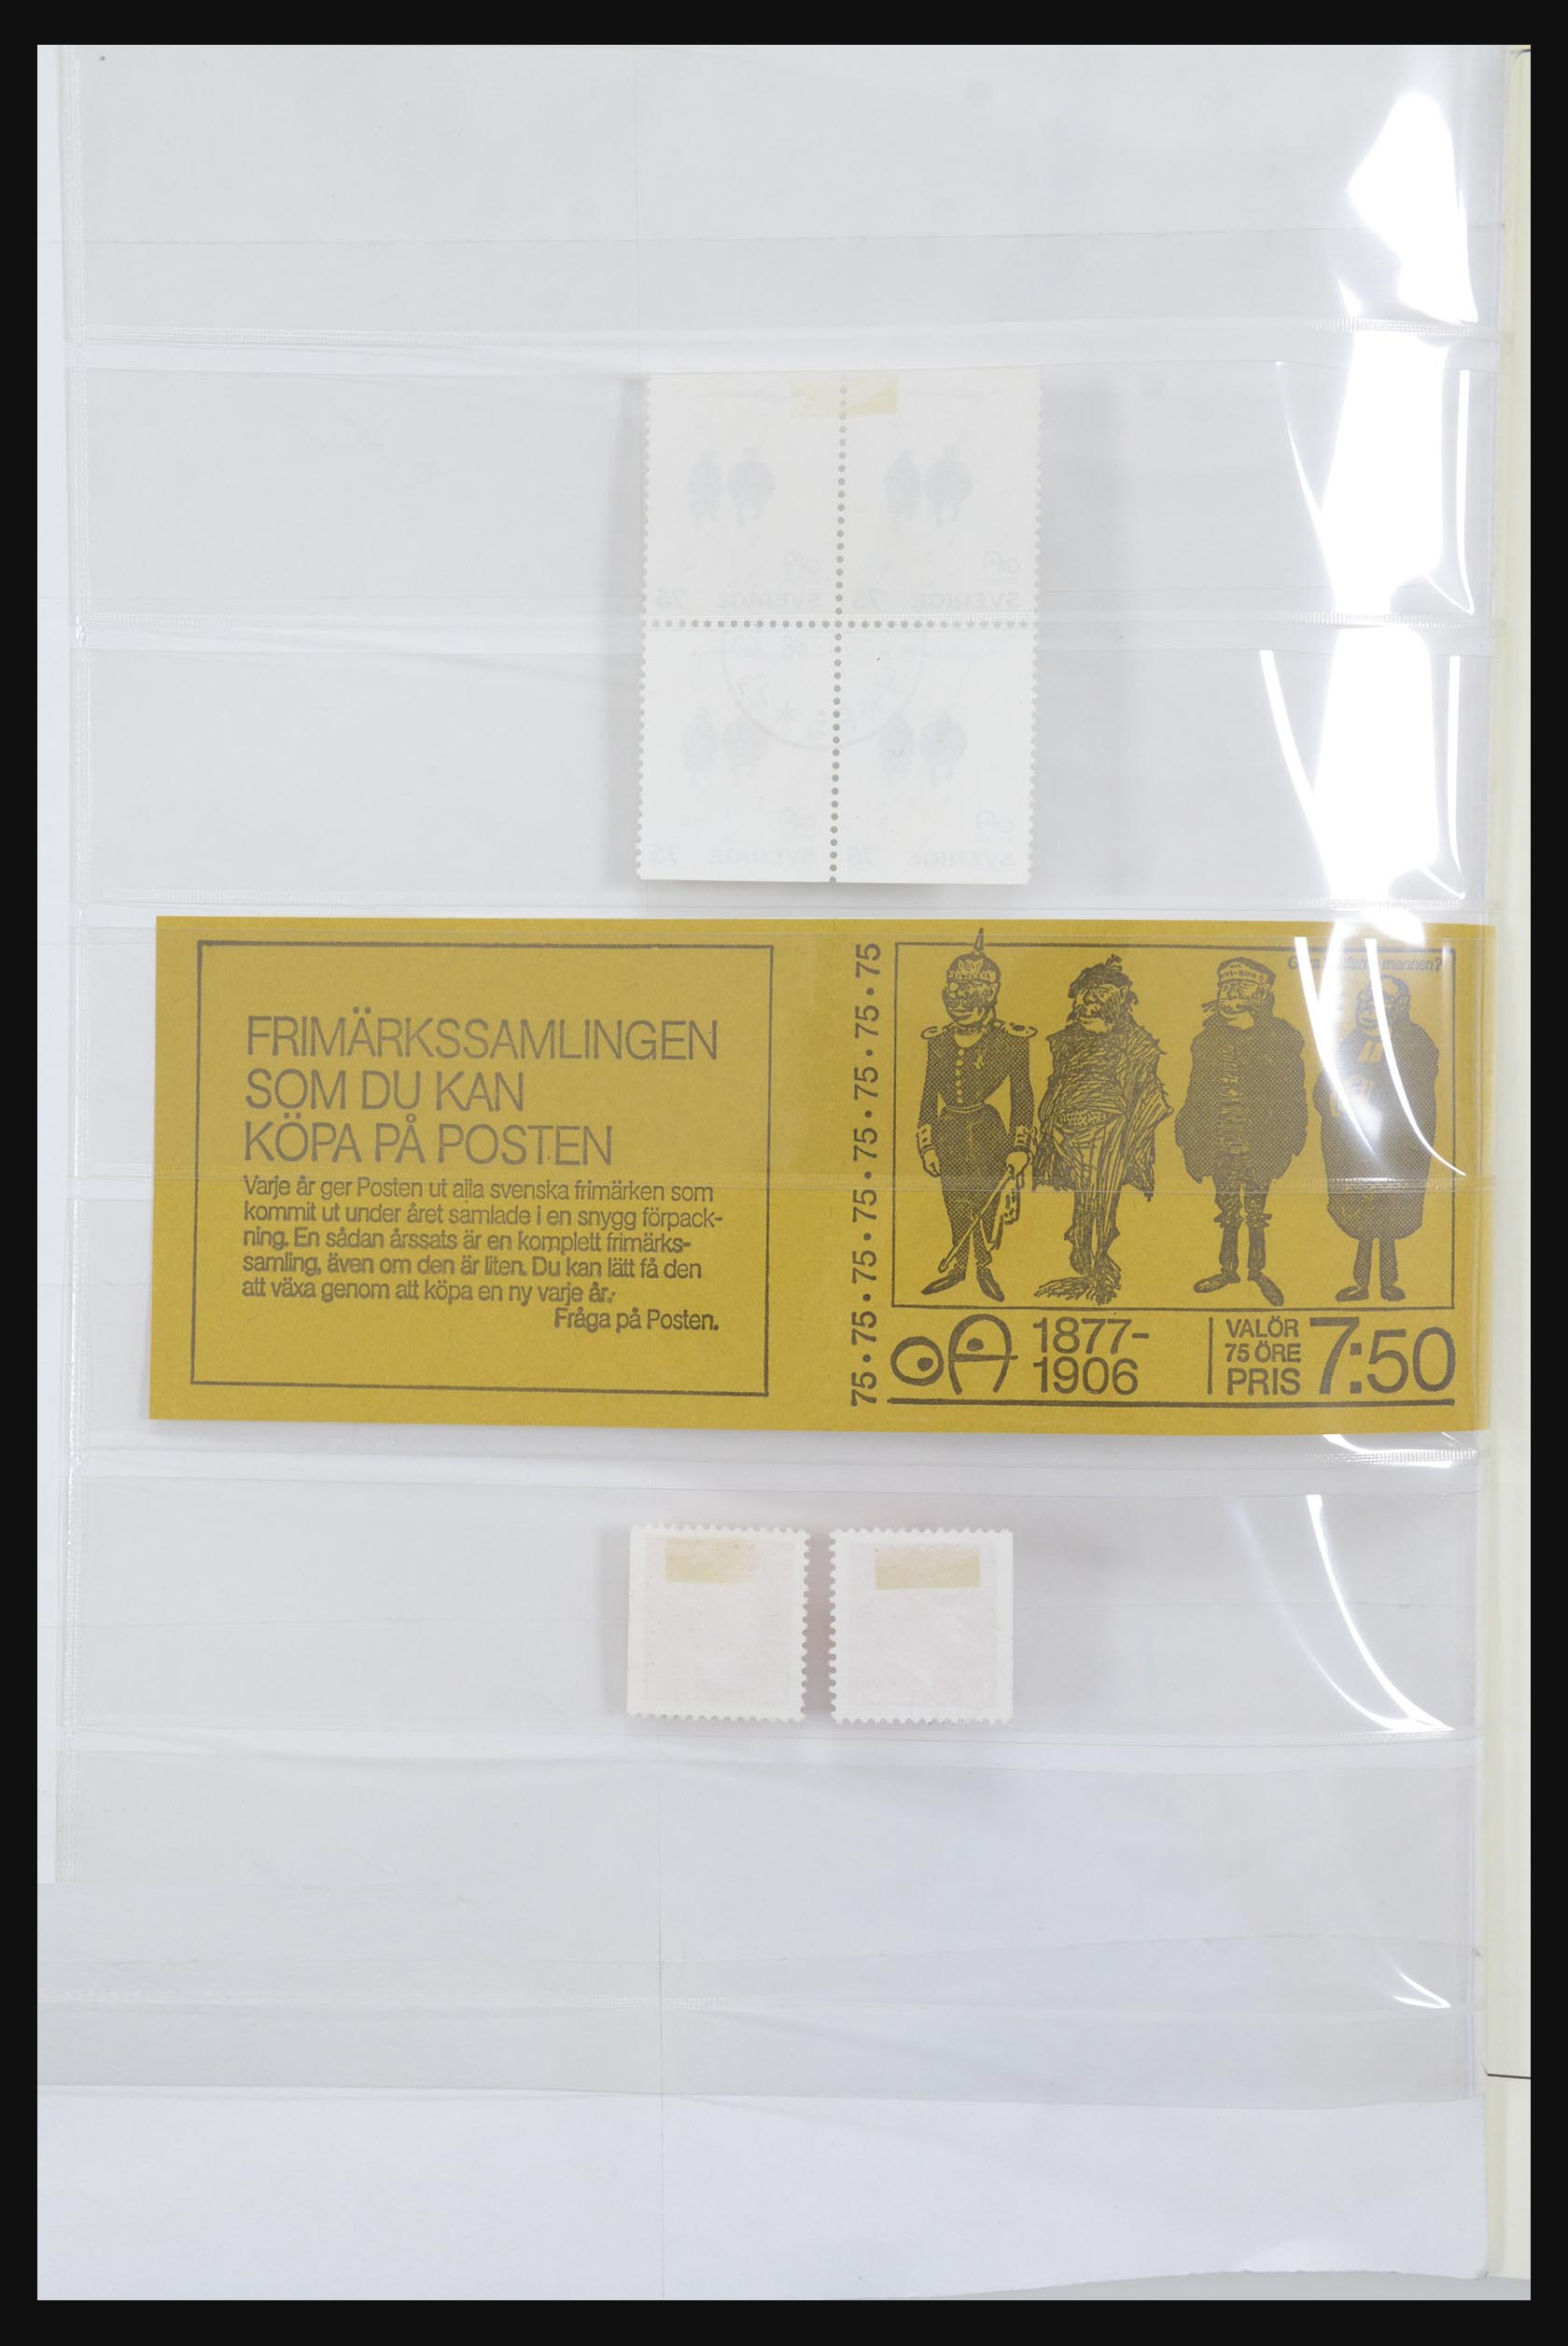 FRIMÄRKSSAMLINGEN
SOM DU KAN
KÖPA PÅ POSTEN
Varje år ger Posten ut alla svenska frimärken som
kommit ut under året samlade i en snygg förpack-
ning. En sådan årssats är en komplett frimärks-
samling, även om den är liten. Du kan lätt få den
att växa genom att köpa en ny varje år.
Fråga på Posten.
75•75•75•75•75•75•75•75
mannen?
OA 1877-
1906
VALÖR
75 ÖRE
PRIS 7:50
SVERIGE 75 SVERIGE 75
SVERIGE 75 SVERIGE 75